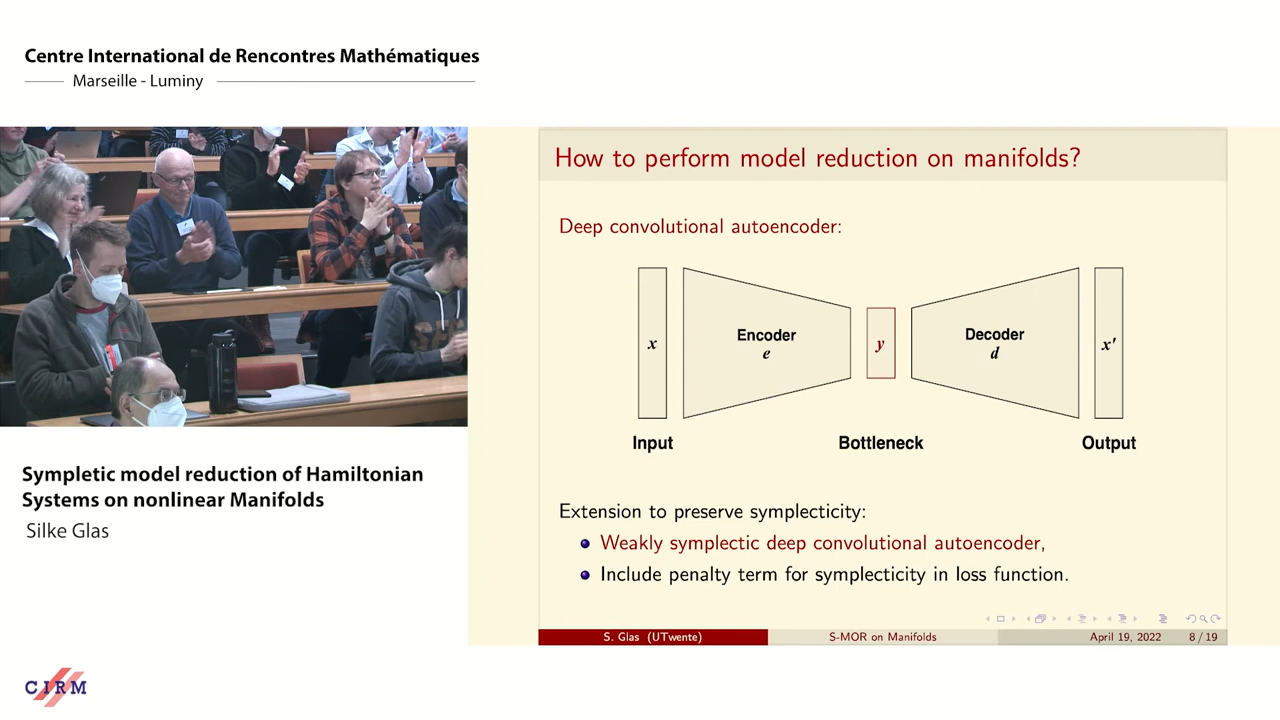 Centre International de Rencontres Mathématiques
Marseille - Luminy
How to perform model reduction on manifolds?
Deep convolutional autoencoder:
x
Encoder
e
y
Decoder
d
x′
Input
Bottleneck
Output
Extension to preserve symplecticity:
Weakly symplectic deep convolutional autoencoder,
Include penalty term for symplecticity in loss function.
S. Glas (UTwente)
S-MOR on Manifolds
April 19, 2022
8 / 19
Sympletic model reduction of Hamiltonian
Systems on nonlinear Manifolds
Silke Glas
CIRM